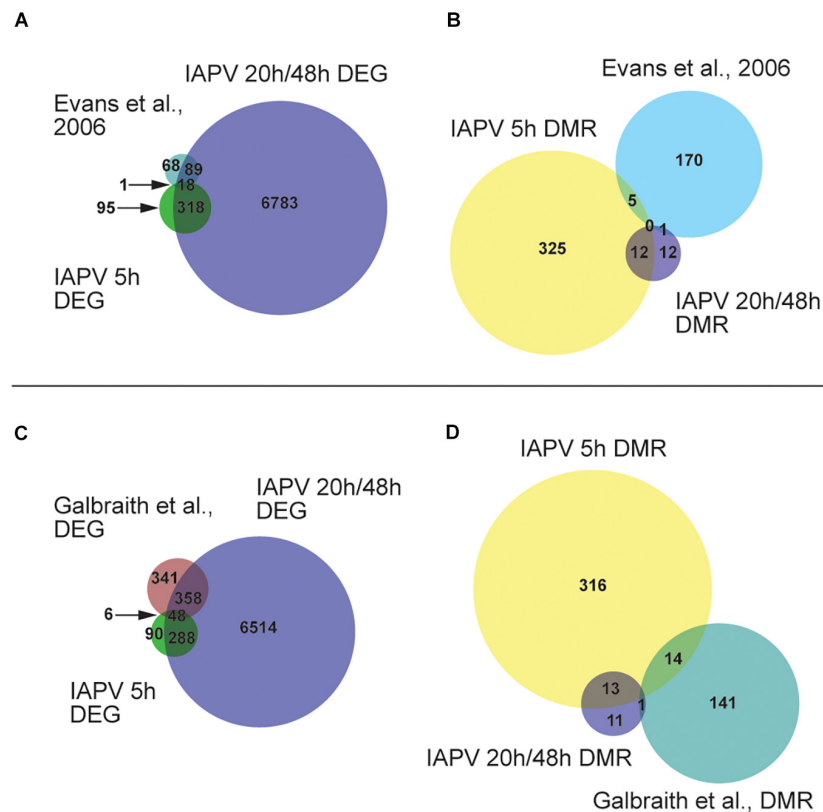 A
IAPV 20h/48h DEG
Evans et al.,
2006
68
89
1
18
95
318
6783
IAPV 5h
DEG
B
Evans et al., 2006
IAPV 5h DMR
170
5
0
1
325
12
12
IAPV 20h/48h
DMR
C
IAPV 20h/48h
DEG
Galbraith et al.,
DEG
341
358
6
48
90
288
6514
IAPV 5h
DEG
D
IAPV 5h DMR
316
14
13
1
141
11
IAPV 20h/48h DMR
Galbraith et al., DMR